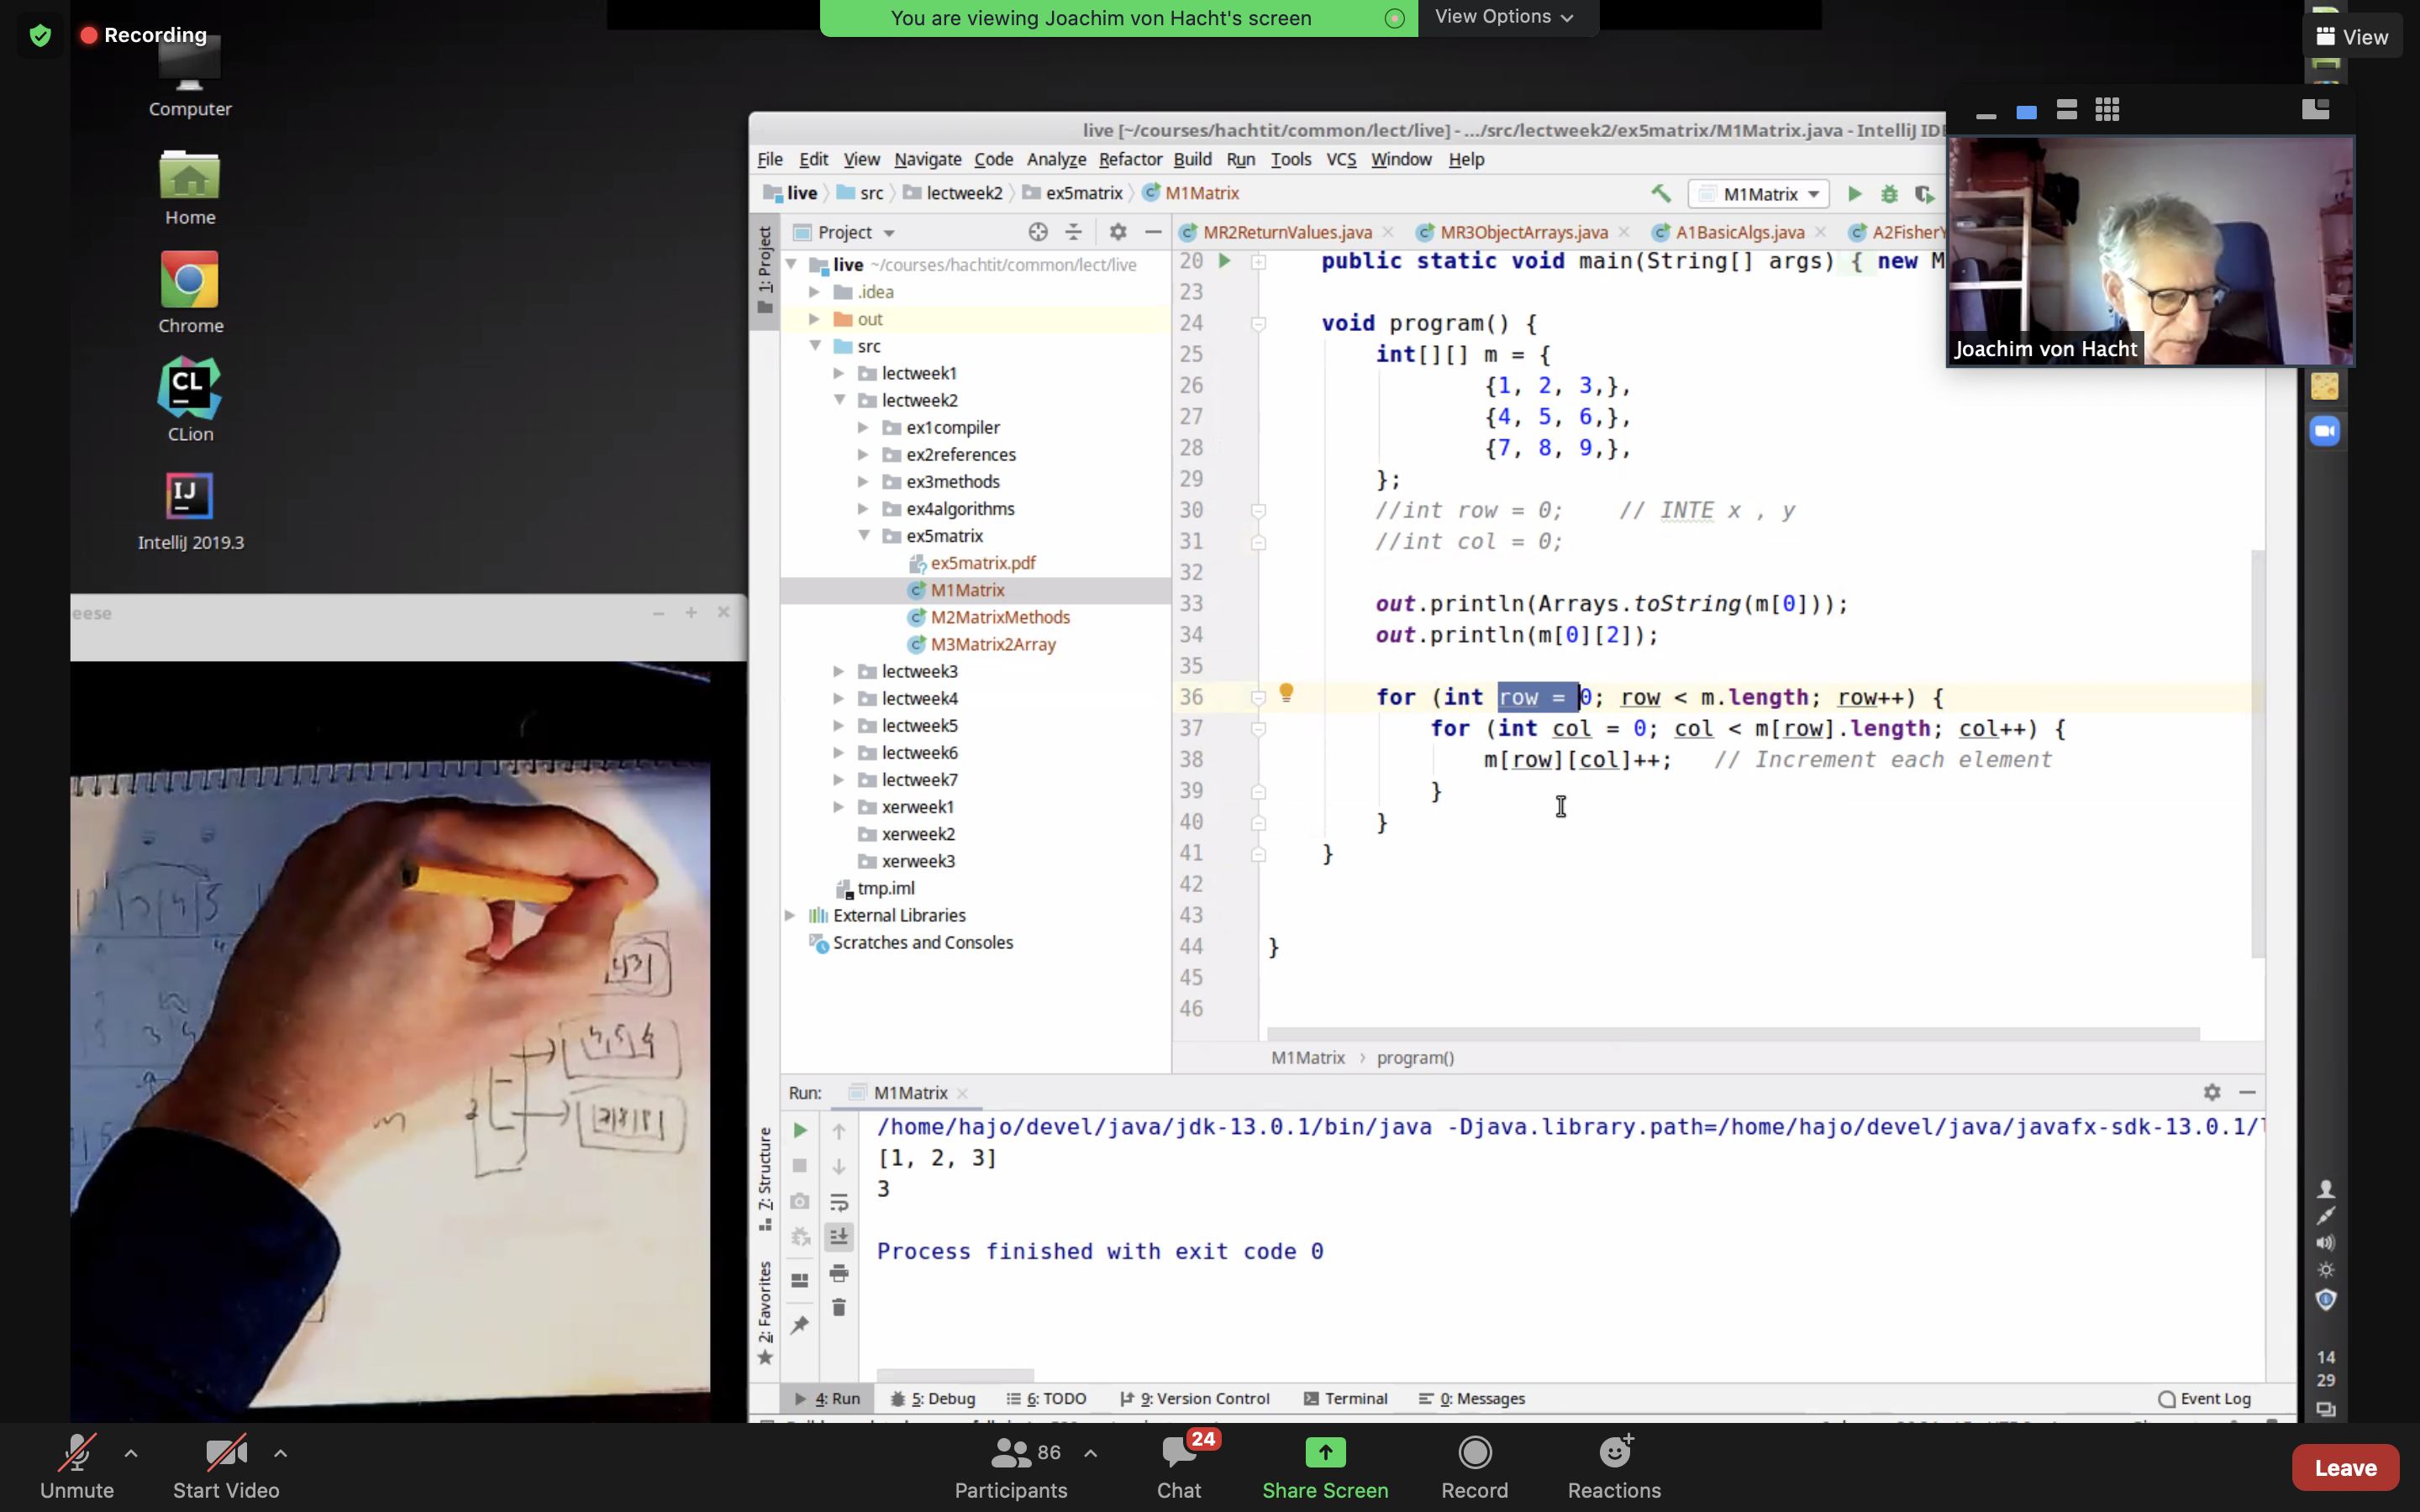 You are viewing Joachim von Hacht's screen
View Options
Recording
View
Computer
Home
Chrome
CLion
IntelliJ 2019.3
eese
live [~/courses/hachtit/common/lect/live] - .../src/lectweek2/ex5matrix/M1Matrix.java - IntelliJ IDE
File Edit View Navigate Code Analyze Refactor Build Run Tools VCS Window Help
live src lectweek2 ex5matrix M1Matrix
M1Matrix
Joachim von Hacht
1: Project
Project
live ~/courses/hachtit/common/lect/live
.idea
out
src
lectweek1
lectweek2
ex1compiler
ex2references
ex3methods
ex4algorithms
ex5matrix
ex5matrix.pdf
M1Matrix
M2MatrixMethods
M3Matrix2Array
lectweek3
lectweek4
lectweek5
lectweek6
lectweek7
xerweek1
xerweek2
xerweek3
tmp.iml
External Libraries
Scratches and Consoles
MR2ReturnValues.java MR3ObjectArrays.java A1BasicAlgs.java A2FisherY
20 public static void main(String[] args) { new M
23
24 void program() {
25 int[][] m = {
26 {1, 2, 3,},
27 {4, 5, 6,},
28 {7, 8, 9,},
29 };
30 //int row = 0; // INTE x , y
31 //int col = 0;
32
33 out.println(Arrays.toString(m[0]));
34 out.println(m[0][2]);
35
36 for (int row = 0; row < m.length; row++) {
37 for (int col = 0; col < m[row].length; col++) {
38 m[row][col]++; // Increment each element
39 }
40 }
41 }
42
43
44 }
45
46
M1Matrix › program()
Run: M1Matrix
/home/hajo/devel/java/jdk-13.0.1/bin/java -Djava.library.path=/home/hajo/devel/java/javafx-sdk-13.0.1/l
[1, 2, 3]
3
Process finished with exit code 0
7: Structure
2: Favorites
4: Run 5: Debug 6: TODO 9: Version Control Terminal 0: Messages Event Log
14
29
Unmute
Start Video
86
Participants
24
Chat
Share Screen
Record
Reactions
Leave